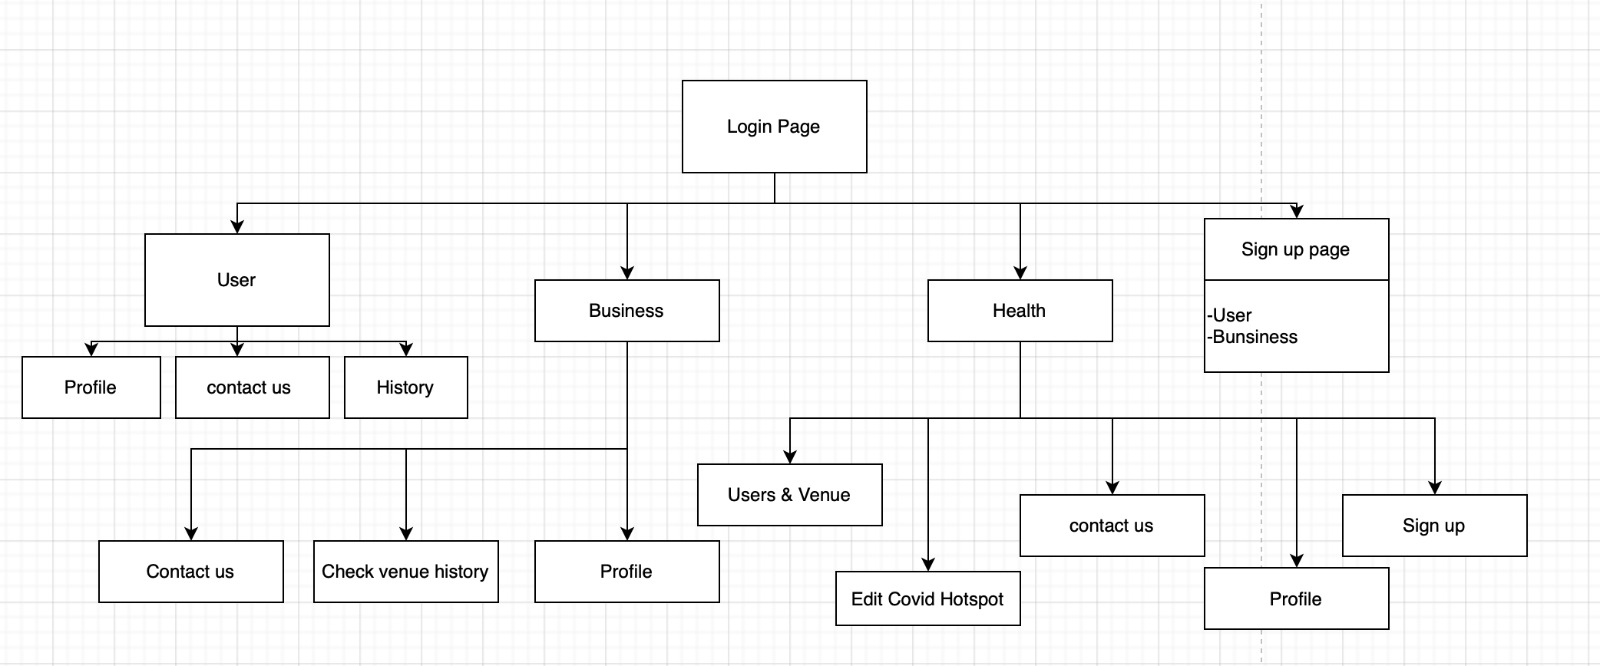 Login Page
User
Business
Health
Sign up page
-User
-Bunsiness
Profile
contact us
History
Users & Venue
contact us
Sign up
Contact us
Check venue history
Profile
Edit Covid Hotspot
Profile